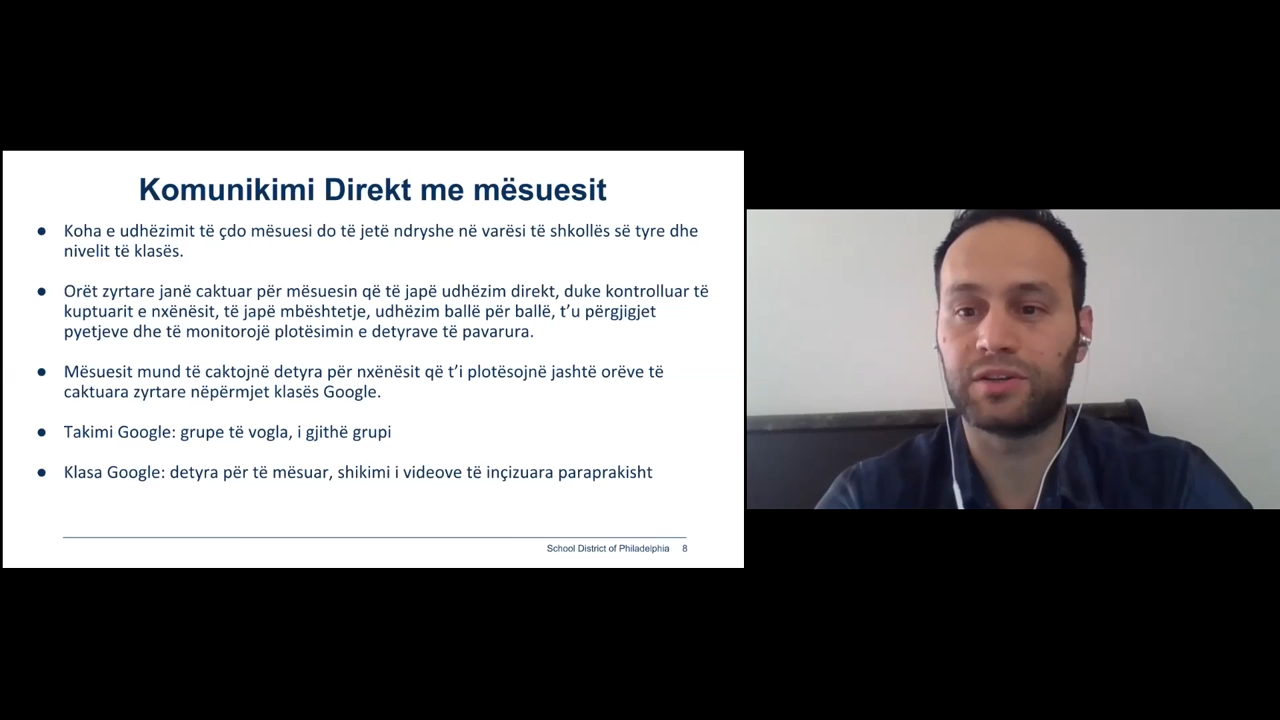 Komunikimi Direkt me mësuesit
● Koha e udhëzimit të çdo mësuesi do të jetë ndryshe në varësi të shkollës së tyre dhe
nivelit të klasës.
● Orët zyrtare janë caktuar për mësuesin që të japë udhëzim direkt, duke kontrolluar të
kuptuarit e nxënësit, të japë mbështetje, udhëzim ballë për ballë, t'u përgjigjet
pyetjeve dhe të monitorojë plotësimin e detyrave të pavarura.
● Mësuesit mund të caktojnë detyra për nxënësit që t'i plotësojnë jashtë orëve të
caktuara zyrtare nëpërmjet klasës Google.
● Takimi Google: grupe të vogla, i gjithë grupi
● Klasa Google: detyra për të mësuar, shikimi i videove të inçizuara paraprakisht
School District of Philadelphia 8